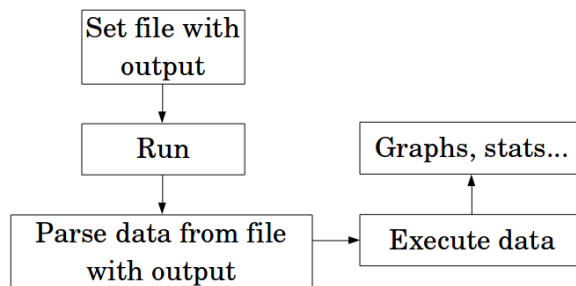 Set file with
output
Run
Parse data from file
with output
Execute data
Graphs, stats...